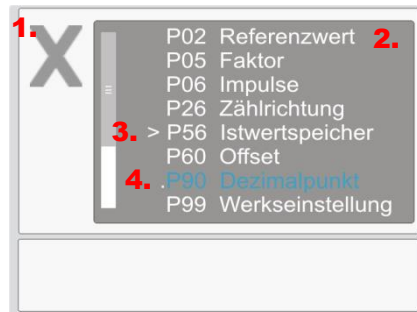 1.
X
P02 Referenzwert 2.
P05 Faktor
P06 Impulse
P26 Zählrichtung
3. > P56 Istwertspeicher
P60 Offset
4. .P90 Dezimalpunkt
P99 Werkseinstellung